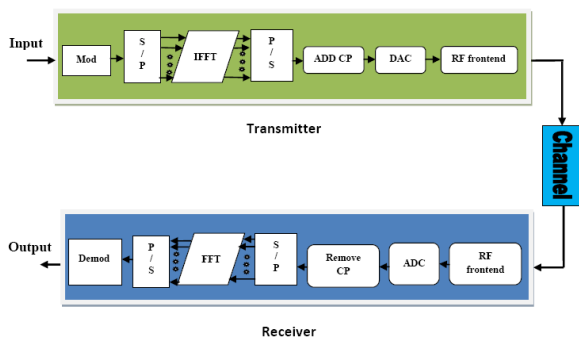 Input
Mod
S
/
P
IFFT
P
/
S
ADD CP
DAC
RF frontend
Transmitter
Channel
Output
Demod
P
/
S
FFT
S
/
P
Remove
CP
ADC
RF
frontend
Receiver